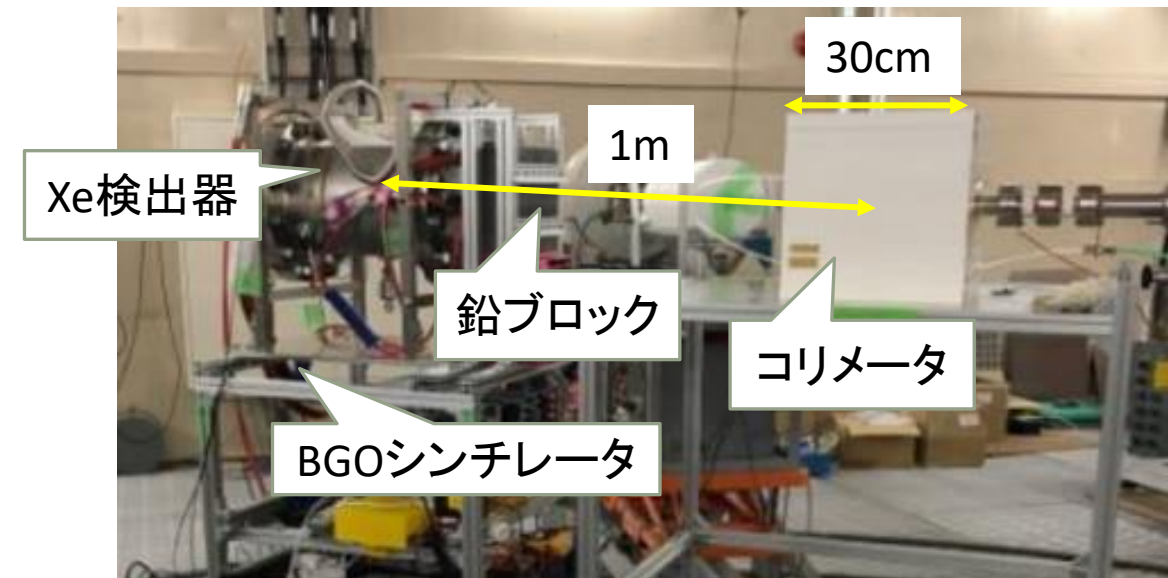 30cm
1m
Xe検出器
鉛ブロック
コリメータ
BGOシンチレータ